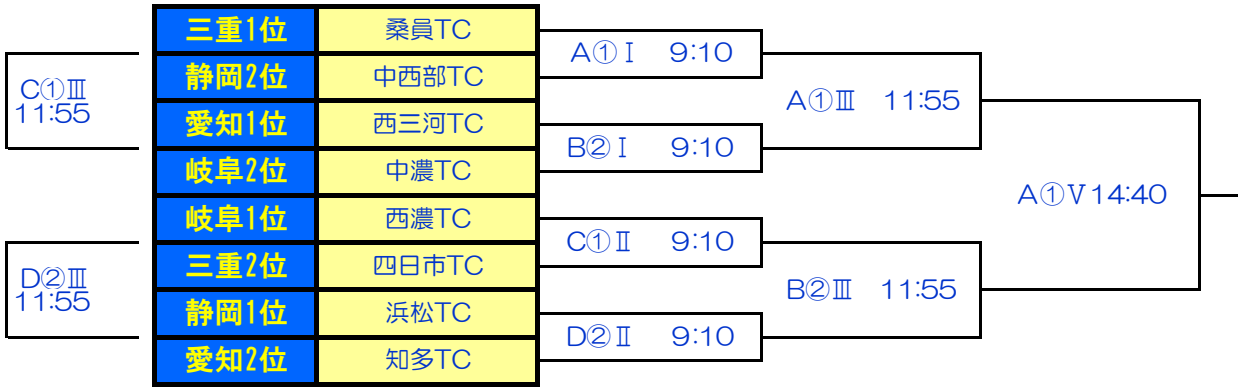 三重1位 桑員TC
静岡2位 中西部TC
愛知1位 西三河TC
岐阜2位 中濃TC
岐阜1位 西濃TC
三重2位 四日市TC
静岡1位 浜松TC
愛知2位 知多TC
C①Ⅲ
11:55
D②Ⅲ
11:55
A①Ⅰ 9:10
B②Ⅰ 9:10
C①Ⅱ 9:10
D②Ⅱ 9:10
A①Ⅲ 11:55
B②Ⅲ 11:55
A①Ⅴ14:40